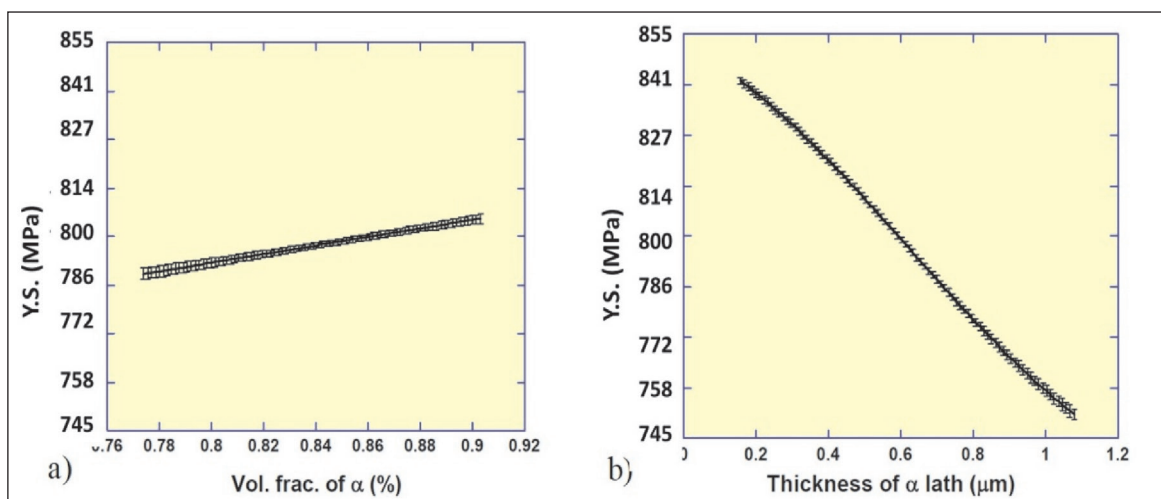 855
841
827
814
800
786
772
758
745
Y.S. (MPa)
0.76 0.78 0.8 0.82 0.84 0.86 0.88 0.9 0.92
a)
Vol. frac. of α (%)
855
841
827
814
800
786
772
758
745
Y.S. (MPa)
0 0.2 0.4 0.6 0.8 1 1.2
b)
Thickness of α lath (μm)